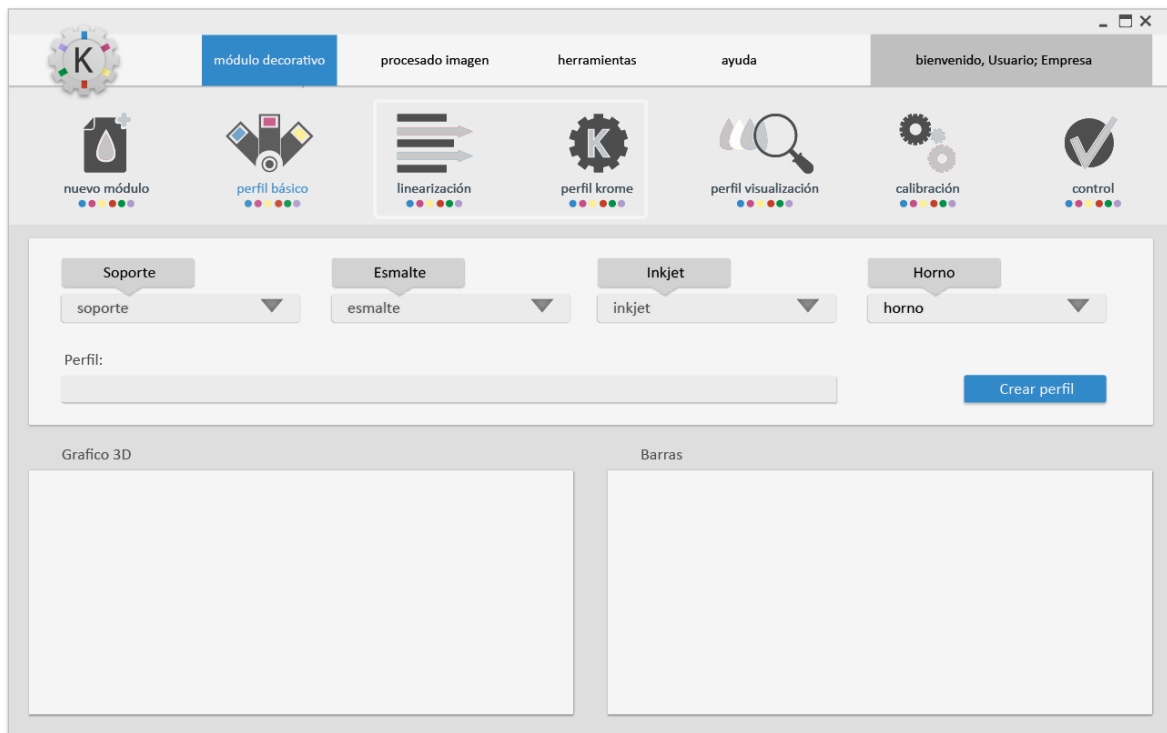 K
módulo decorativo
procesado imagen
herramientas
ayuda
bienvenido, Usuario; Empresa
K
nuevo módulo
perfil básico
linearización
perfil krome
perfil visualización
calibración
control
Soporte
Esmalte
Inkjet
Horno
soporte
esmalte
inkjet
horno
Perfil:
Crear perfil
Grafico 3D
Barras